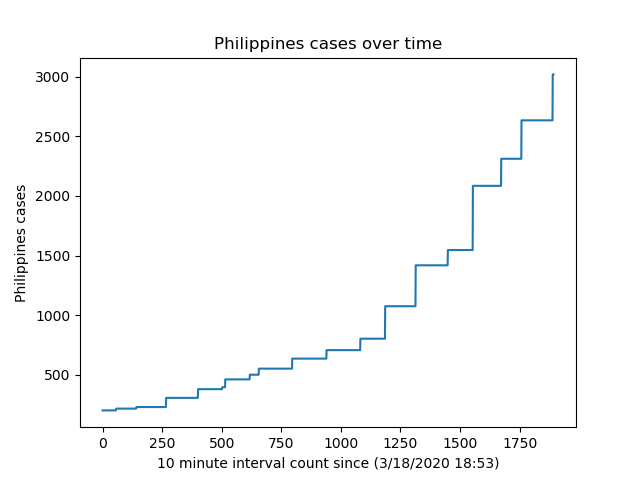 Philippines cases over time
3000
2500
2000
1500
1000
500
Philippines cases
0 250 500 750 1000 1250 1500 1750
10 minute interval count since (3/18/2020 18:53)